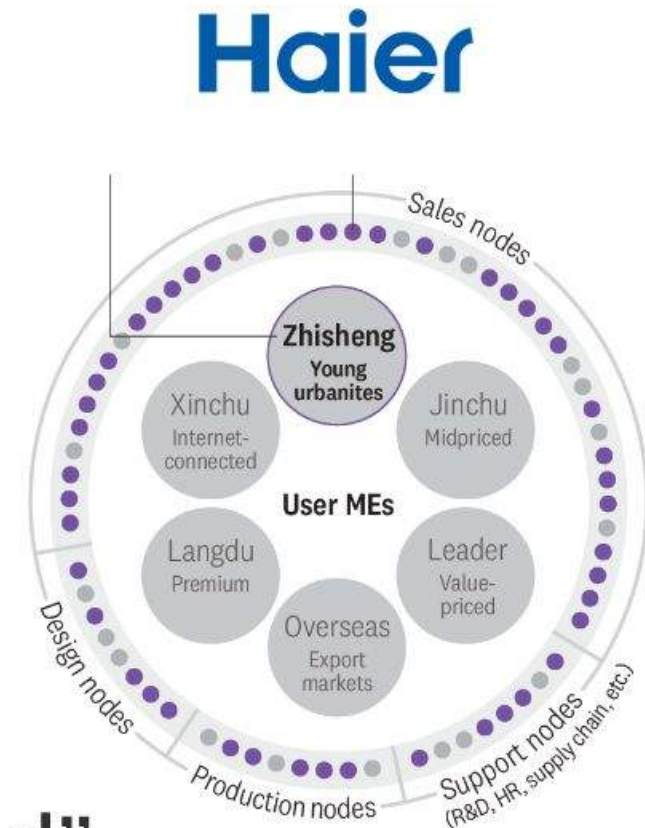 Haier
Sales nodes
Zhisheng
Young
urbanites
Xinchu
Internet-
connected
Jinchu
Midpriced
User MEs
Langdu
Premium
Leader
Value-
priced
Overseas
Export
markets
Design nodes
Production nodes
Support nodes
(R&D, HR, supply chain, etc.)